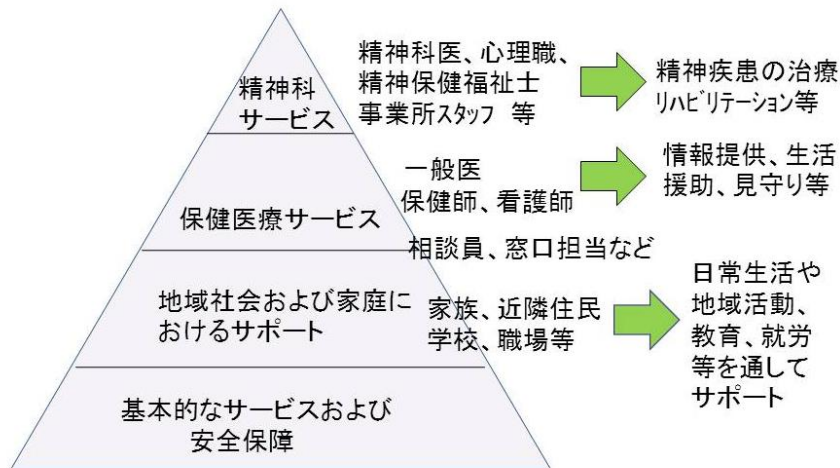 精神科
サービス
精神科医、心理職、
精神保健福祉士
事業所スタッフ 等
精神疾患の治療
リハビリテーション等
保健医療サービス
一般医
保健師、看護師
情報提供、生活
援助、見守り等
相談員、窓口担当など
地域社会および家庭に
おけるサポート
家族、近隣住民
学校、職場等
日常生活や
地域活動、
教育、就労
等を通して
サポート
基本的なサービスおよび
安全保障